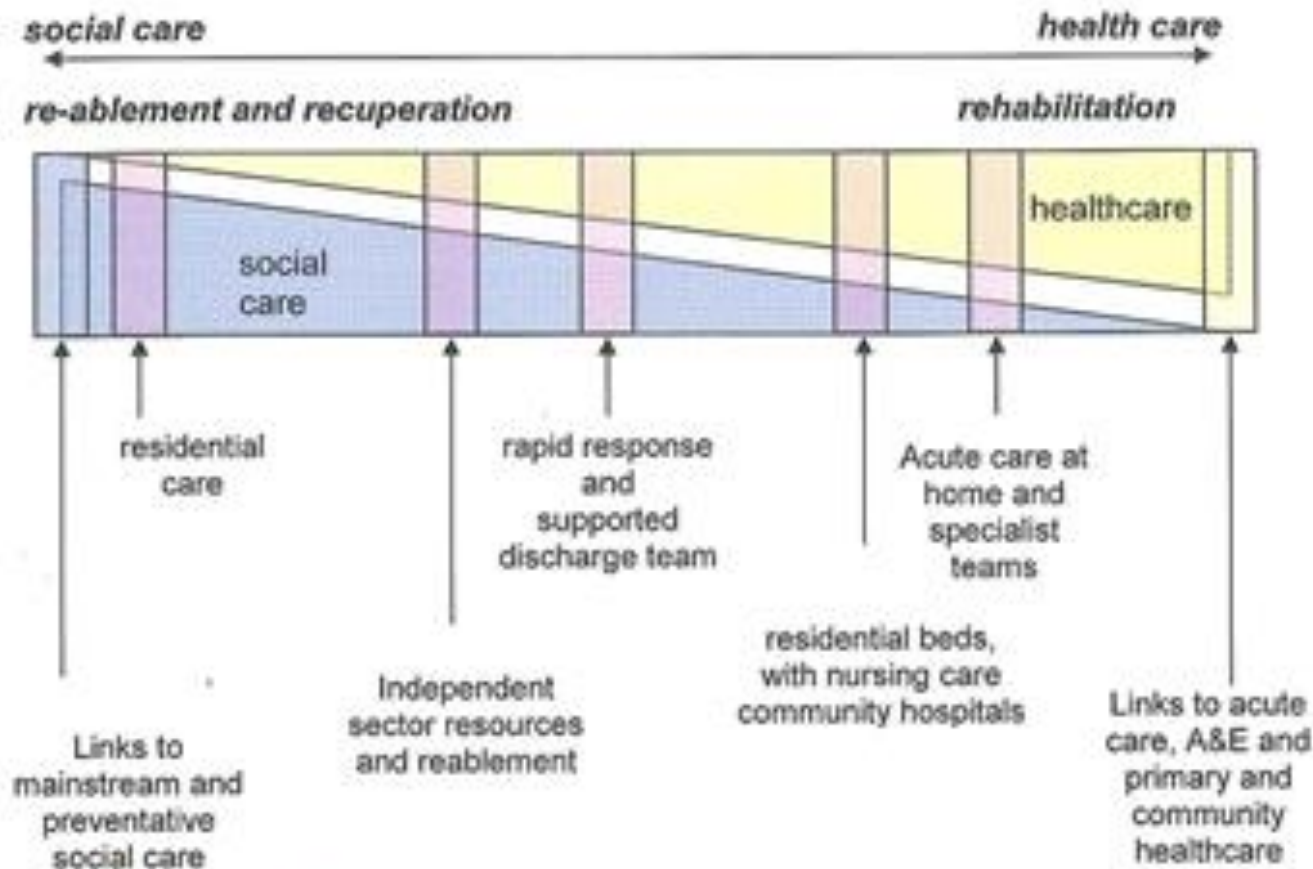 social care
health care
re-ablement and recuperation
rehabilitation
healthcare
social
care
residential
care
rapid response
and
supported
discharge team
Acute care at
home and
specialist
teams
residential beds,
with nursing care
community hospitals
Independent
sector resources
and reablement
Links to acute
care, A&E and
primary and
community
healthcare
Links to
mainstream and
preventative
social care